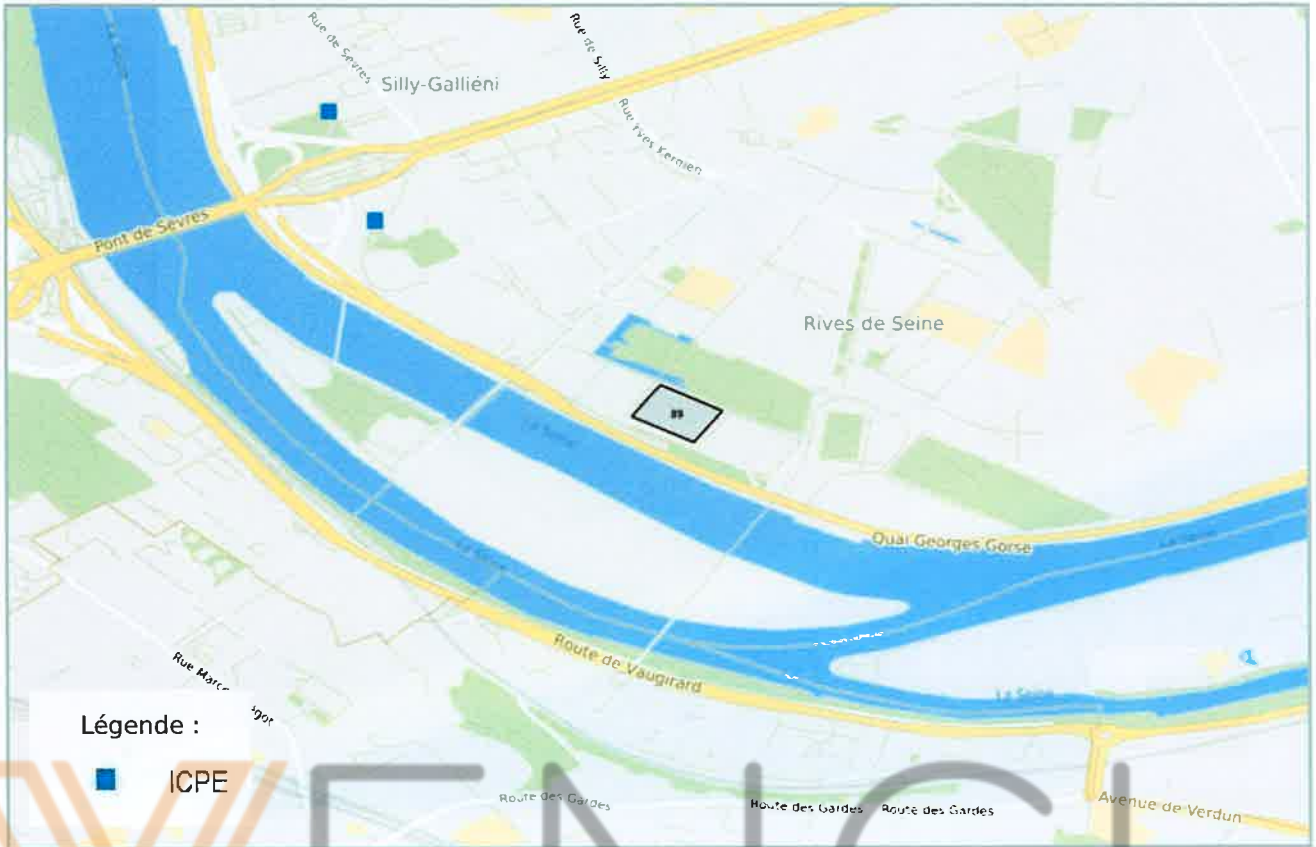 Rue de Sèvres
Silly-Galliéni
Rue de Silly
Rue Yves Kermen
Pont de Sèvres
Rives de Seine
La Seine
Quai Georges Gorse
La Seine
La Seine
Route de Vaugirard
La Seine
Rue Marc
Légende :
ICPE
Route des Gardes
Route des Gardes
Route des Gardes
Avenue de Verdun